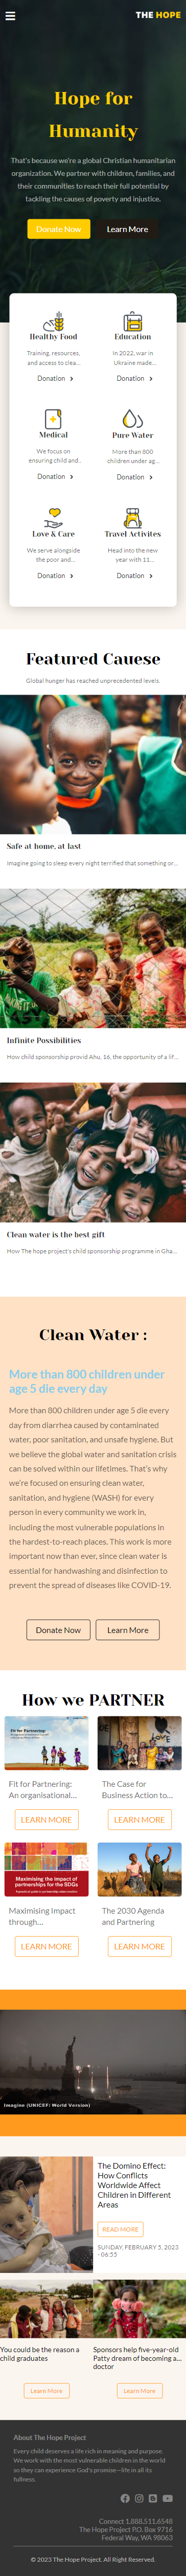 THE HOPE
Hope for
Humanity
That's because we're a global Christian humanitarian
organization. We partner with children, families, and
their communities to reach their full potential by
tackling the causes of poverty and injustice.
Donate Now
Learn More
Healthy Food
Training, resources,
and access to clea...
Donation
Education
In 2022, war in
Ukraine made...
Donation
Medical
We focus on
ensuring child and...
Donation
Pure Water
More than 800
children under ag...
Donation
Love & Care
We serve alongside
the poor and...
Donation
Travel Activites
Head into the new
year with 11...
Donation
Featured Cauese
Global hunger has reached unprecedented levels.
Safe at home, at last
Imagine going to sleep every night terrified that something or...
Infinite Possibilities
How child sponsorship provid Ahu, 16, the opportunity of a lif...
Clean water is the best gift
How The hope project's child sponsorship programme in Gha...
Clean Water :
More than 800 children under
age 5 die every day
More than 800 children under age 5 die every
day from diarrhea caused by contaminated
water, poor sanitation, and unsafe hygiene. But
we believe the global water and sanitation crisis
can be solved within our lifetimes. That's why
we're focused on ensuring clean water,
sanitation, and hygiene (WASH) for every
person in every community we work in,
including the most vulnerable populations in
the hardest-to-reach places. This work is more
important now than ever, since clean water is
essential for handwashing and disinfection to
prevent the spread of diseases like COVID-19.
Donate Now
Learn More
How we PARTNER
Fit for Partnering:
Fit for Partnering:
An organisational...
LEARN MORE
LOVE
The Case for
Business Action to...
LEARN MORE
Maximising the impact of
partnerships for the SDGs
Maximising Impact
through...
LEARN MORE
The 2030 Agenda
and Partnering
LEARN MORE
Imagine (UNICEF: World Version)
The Domino Effect:
How Conflicts
Worldwide Affect
Children in Different
Areas
READ MORE
SUNDAY, FEBRUARY 5, 2023
- 06:55
You could be the reason a
child graduates
Learn More
Sponsors help five-year-old
Patty dream of becoming a...
doctor
Learn More
About The Hope Project
Every child deserves a life rich in meaning and purpose.
We work with the most vulnerable children in the world
so they can experience God's promise—life in all its
fullness.
Connect 1.888.511.6548
The Hope Project P.O. Box 9716
Federal Way, WA 98063
© 2023 The Hope Project. All Right Reserved.